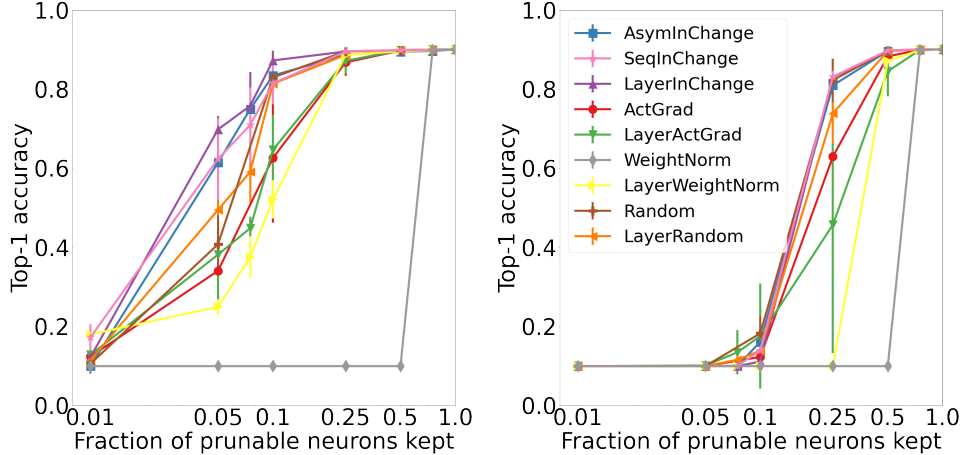 Top-1 accuracy
1.0
0.8
0.6
0.4
0.2
0.0
0.01 0.05 0.1 0.25 0.5 1.0
Fraction of prunable neurons kept
Top-1 accuracy
1.0
0.8
0.6
0.4
0.2
0.0
AsymInChange
SeqInChange
LayerInChange
ActGrad
LayerActGrad
WeightNorm
LayerWeightNorm
Random
LayerRandom
0.01 0.05 0.1 0.25 0.5 1.0
Fraction of prunable neurons kept